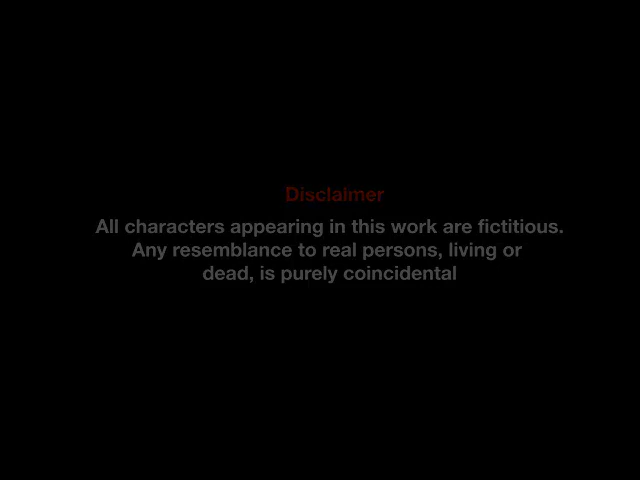 Disclaimer
All characters appearing in this work are fictitious.
Any resemblance to real persons, living or
dead, is purely coincidental